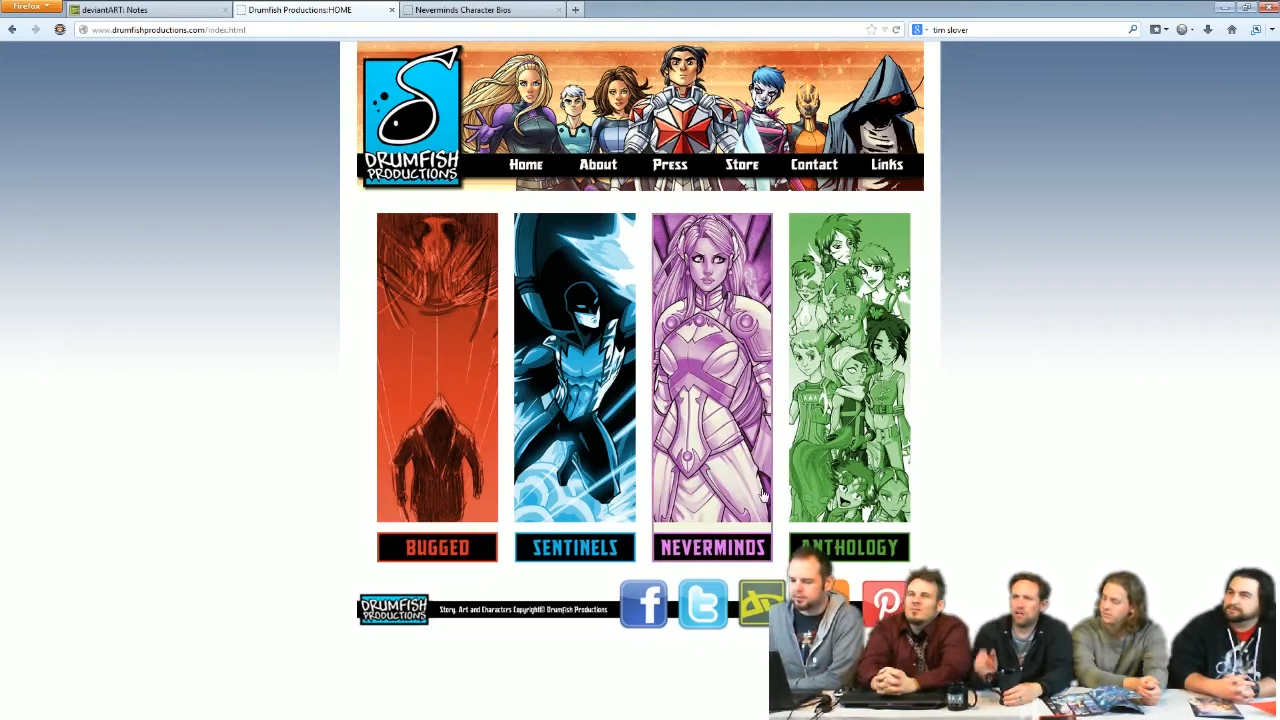 Firefox
deviantART: Notes
Drumfish Productions:HOME
Neverminds Character Bios
www.drumfishproductions.com/index.html
tim slover
DRUMFISH
PRODUCTIONS
Home About Press Store Contact Links
BUGGED SENTINELS NEVERMINDS ANTHOLOGY
DRUMFISH
PRODUCTIONS
Story, Art and Characters Copyright© Drumfish Productions